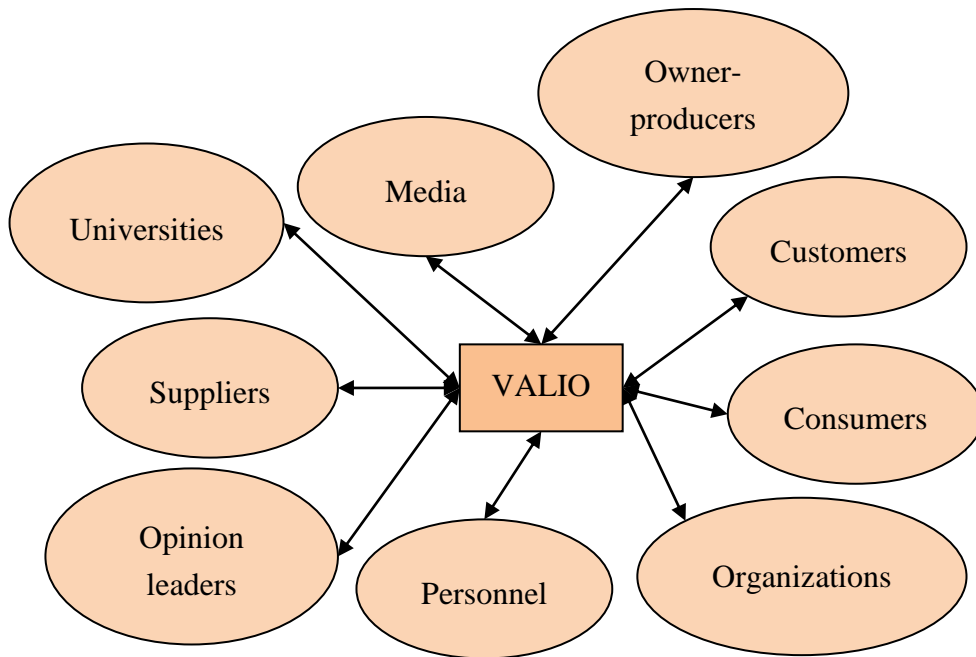 Owner-
producers
Media
Universities
Customers
VALIO
Suppliers
Consumers
Opinion
leaders
Personnel
Organizations